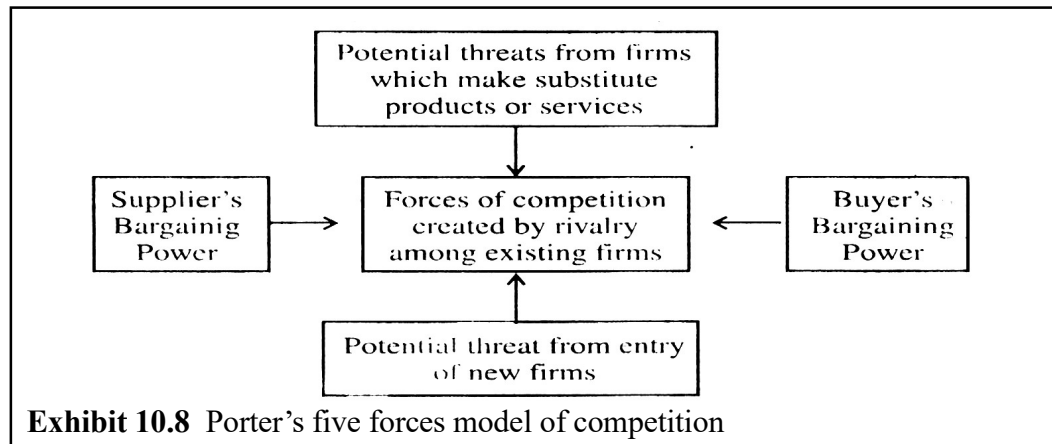 Potential threats from firms
which make substitute
products or services
Supplier's
Bargainig
Power
Forces of competition
created by rivalry
among existing firms
Buyer's
Bargaining
Power
Potential threat from entry
of new firms
Exhibit 10.8 Porter’s five forces model of competition